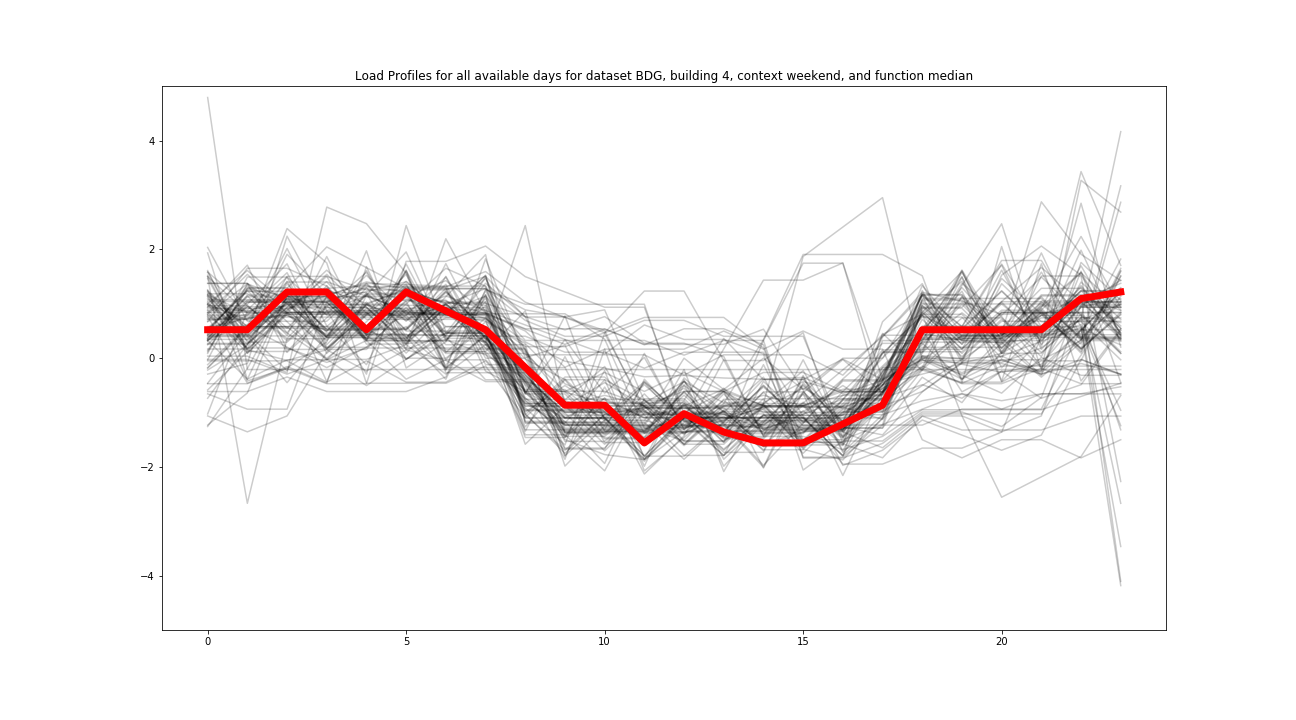 Load Profiles for all available days for dataset BDG, building 4, context weekend, and function median
4
2
0
−2
−4
0 5 10 15 20